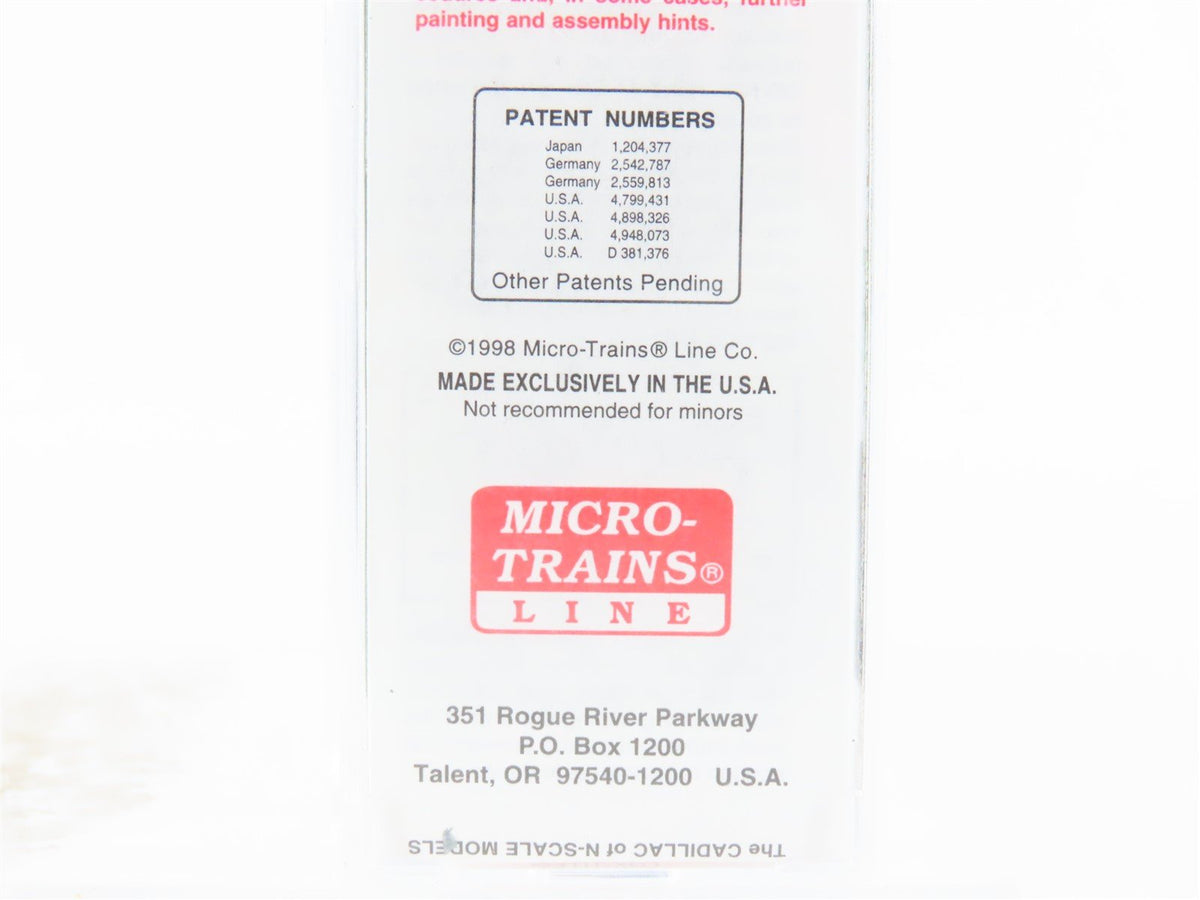 painting and assembly hints.
PATENT NUMBERS
Japan 1,204,377
Germany 2,542,787
Germany 2,559,813
U.S.A. 4,799,431
U.S.A. 4,898,326
U.S.A. 4,948,073
U.S.A. D 381,376
Other Patents Pending
©1998 Micro-Trains® Line Co.
MADE EXCLUSIVELY IN THE U.S.A.
Not recommended for minors
MICRO-
TRAINS®
LINE
351 Rogue River Parkway
P.O. Box 1200
Talent, OR 97540-1200 U.S.A.
The CADILLAC of N-SCALE MODELS